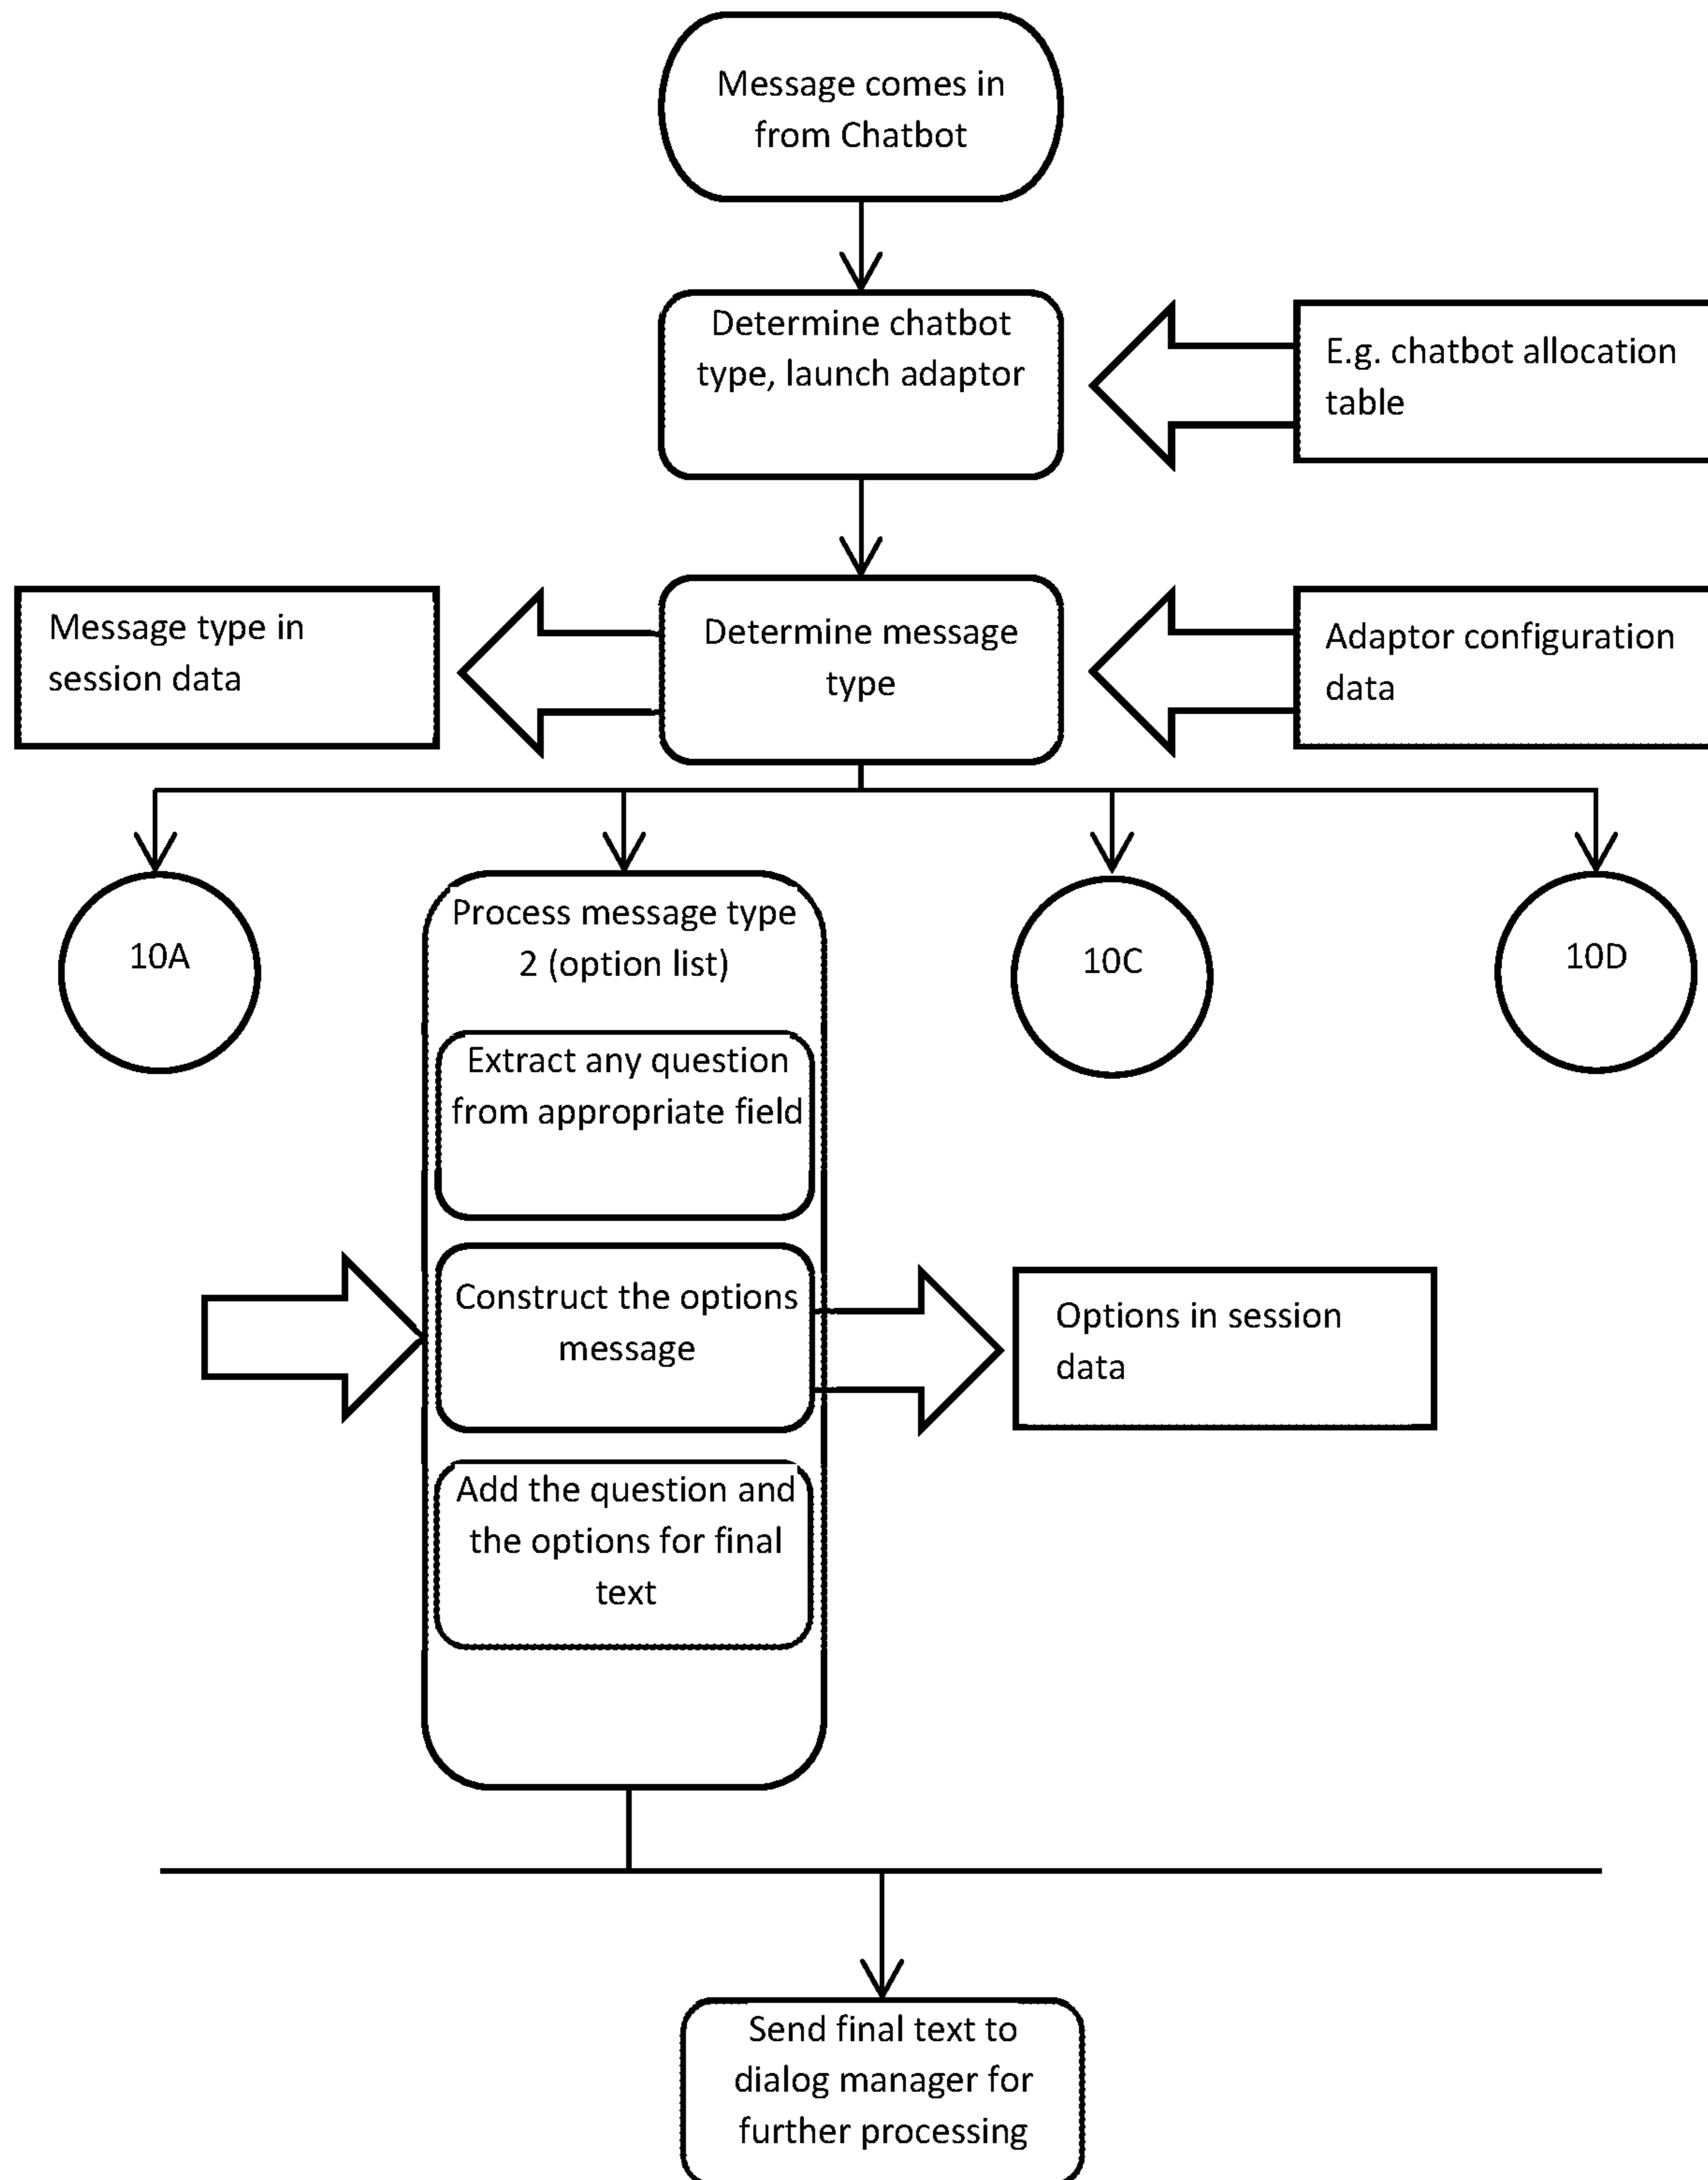 Message comes in
from Chatbot
Determine chatbot
type, launch adaptor
E.g. chatbot allocation
table
Message type in
session data
Determine message
type
Adaptor configuration
data
10A
Process message type
2 (option list)
10C
10D
Extract any question
from appropriate field
Construct the options
message
Options in session
data
Add the question and
the options for final
text
Send final text to
dialog manager for
further processing